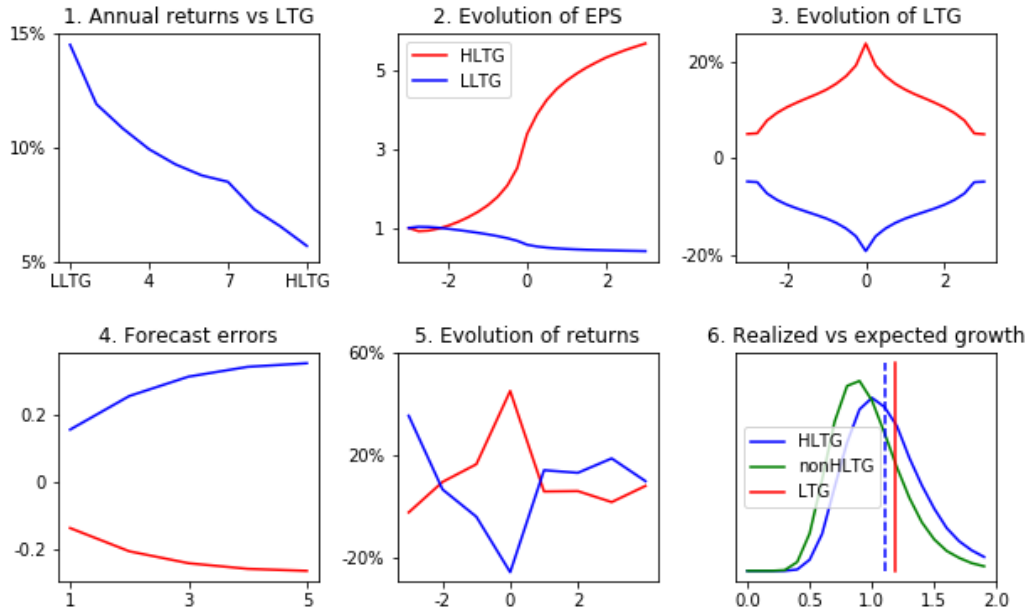 1. Annual returns vs LTG
15%
10%
5%
LLTG 4 7 HLTG
2. Evolution of EPS
HLTG
LLTG
5
3
1
-2 0 2
3. Evolution of LTG
20%
0
-20%
-2 0 2
4. Forecast errors
0.2
0
-0.2
1 3 5
5. Evolution of returns
60%
20%
-20%
-2 0 2
6. Realized vs expected growth
HLTG
nonHLTG
LTG
0.0 0.5 1.0 1.5 2.0